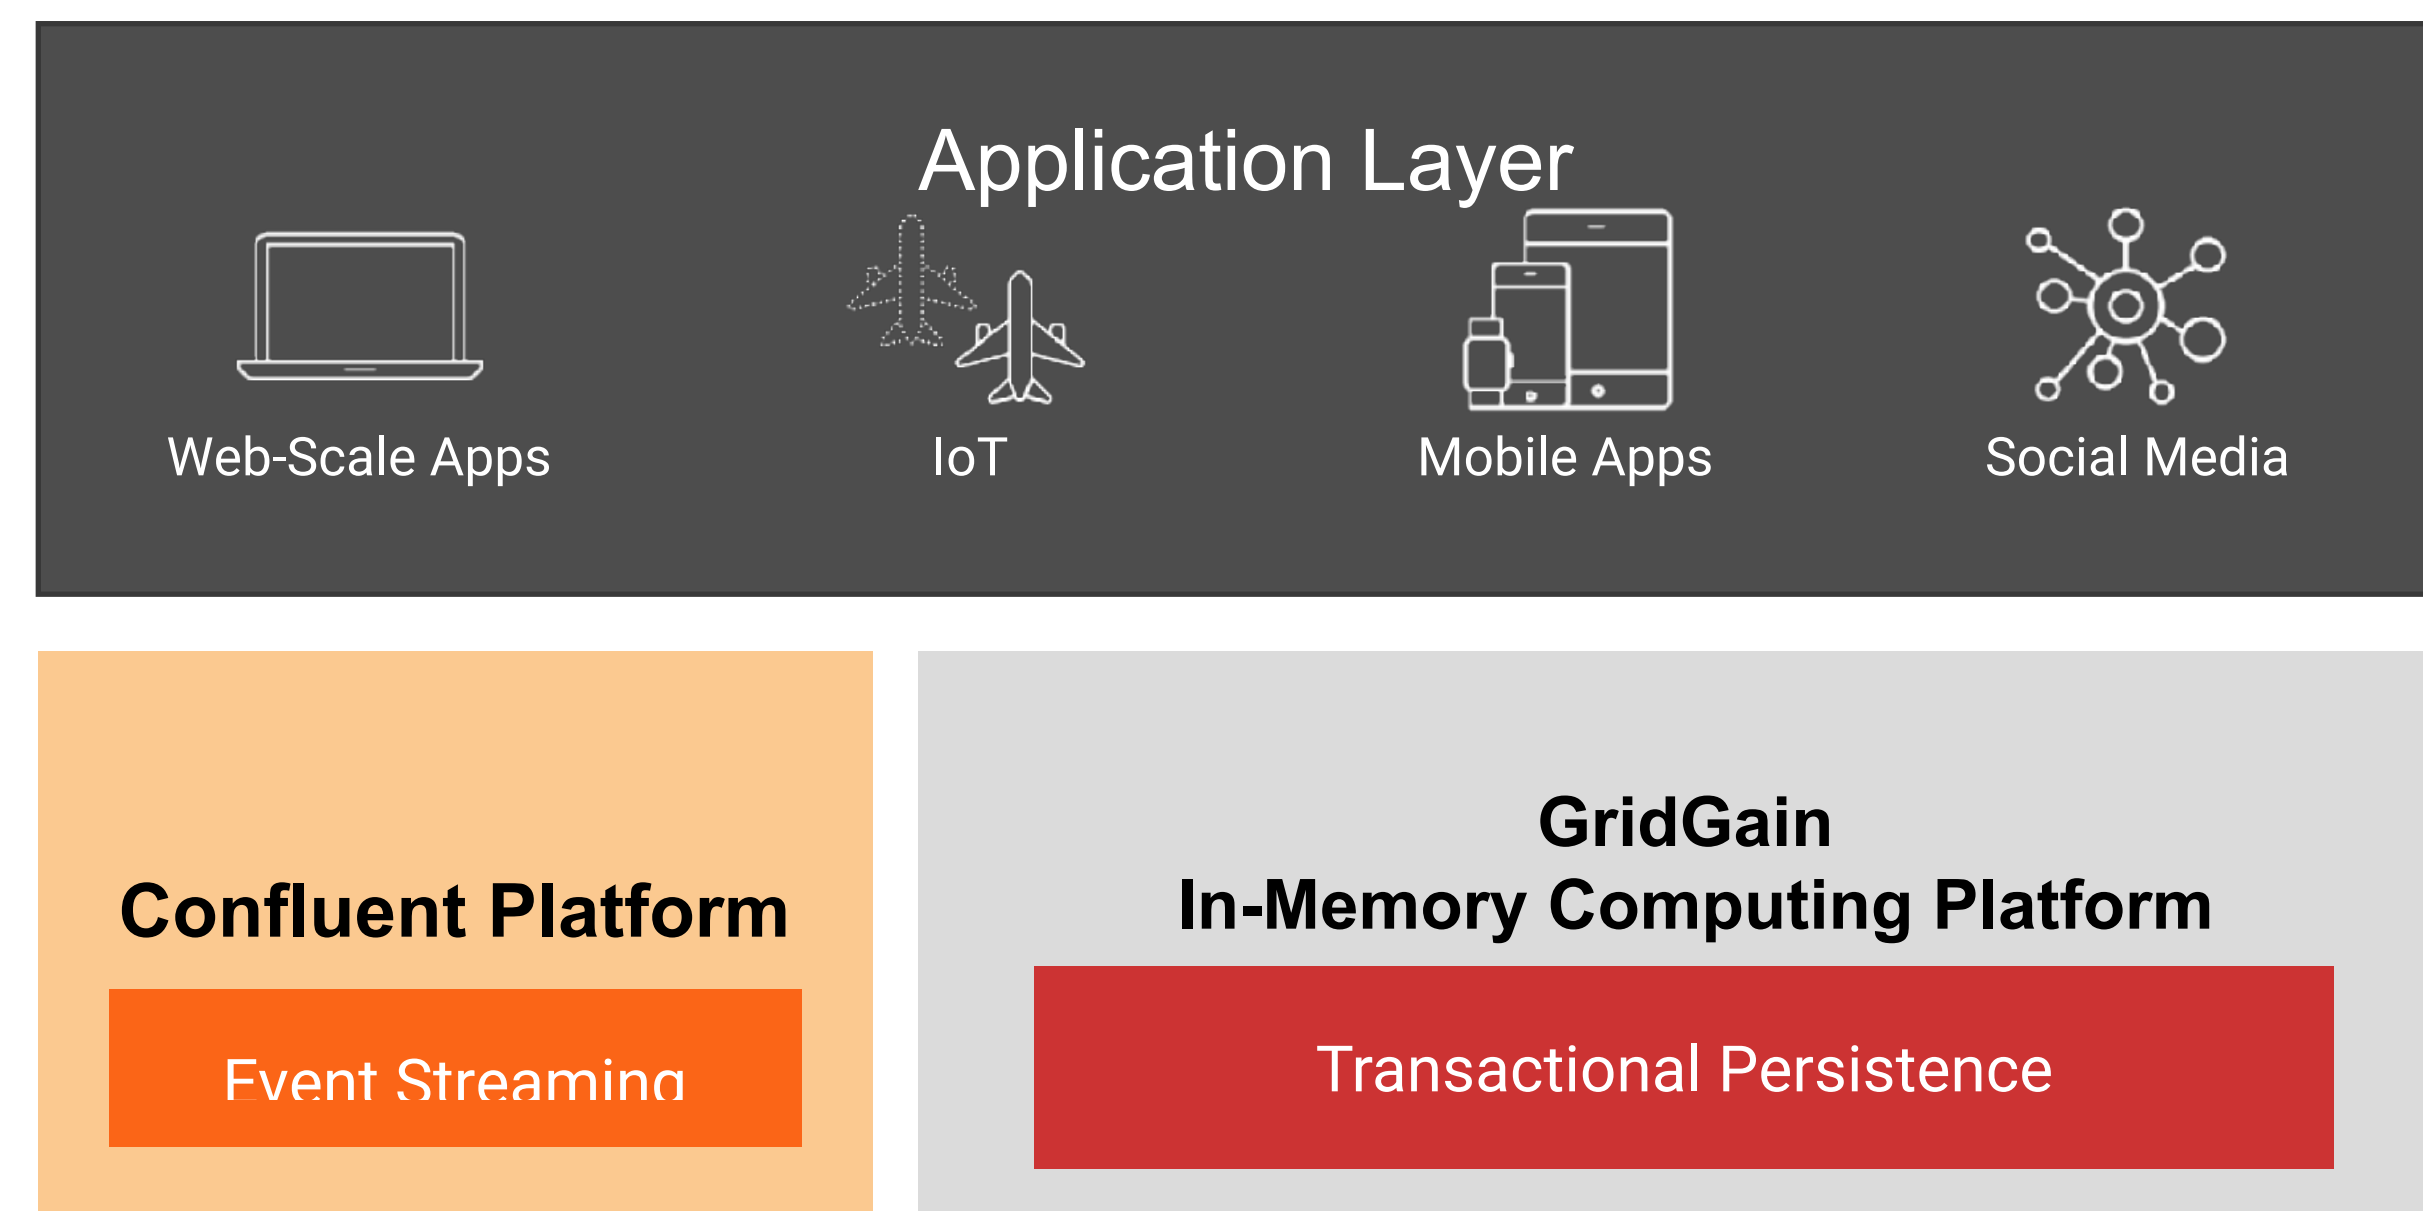 Application Layer
Web-Scale Apps
IoT
Mobile Apps
Social Media
Confluent Platform
Event Streaming
GridGain
In-Memory Computing Platform
Transactional Persistence